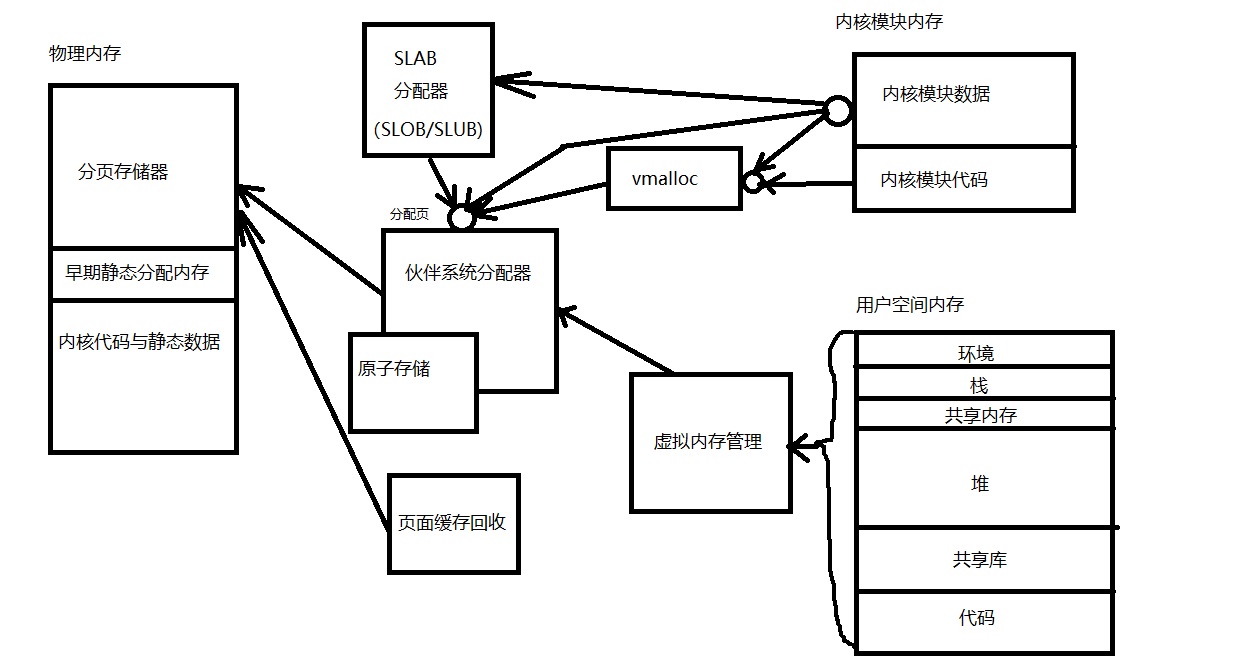 物理内存
分页存储器
早期静态分配内存
内核代码与静态数据
SLAB
分配器
(SLOB/SLUB)
分配页
伙伴系统分配器
原子存储
页面缓存回收
vmalloc
虚拟内存管理
内核模块内存
内核模块数据
内核模块代码
用户空间内存
环境
栈
共享内存
堆
共享库
代码